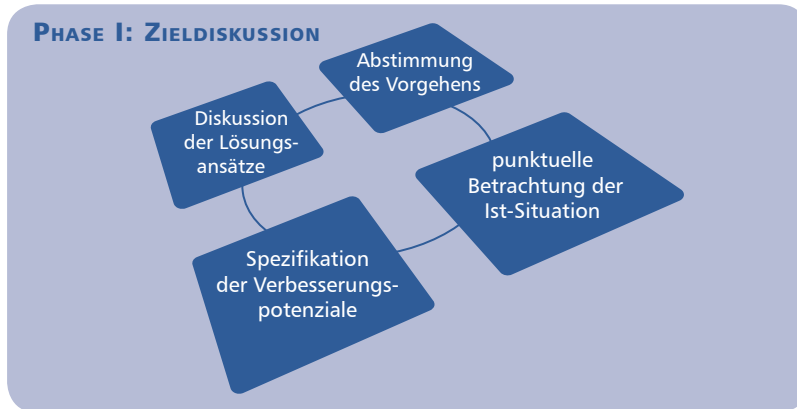 PHASE I: ZIELDISKUSSION
Abstimmung
des Vorgehens
Diskussion
der Lösungs-
ansätze
punktuelle
Betrachtung der
Ist-Situation
Spezifikation
der Verbesserungs-
potenziale